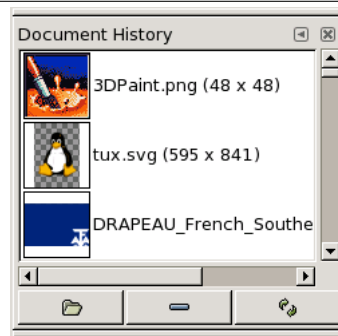 Document History
3DPaint.png (48 x 48)
tux.svg (595 x 841)
DRAPEAU_French_Southe